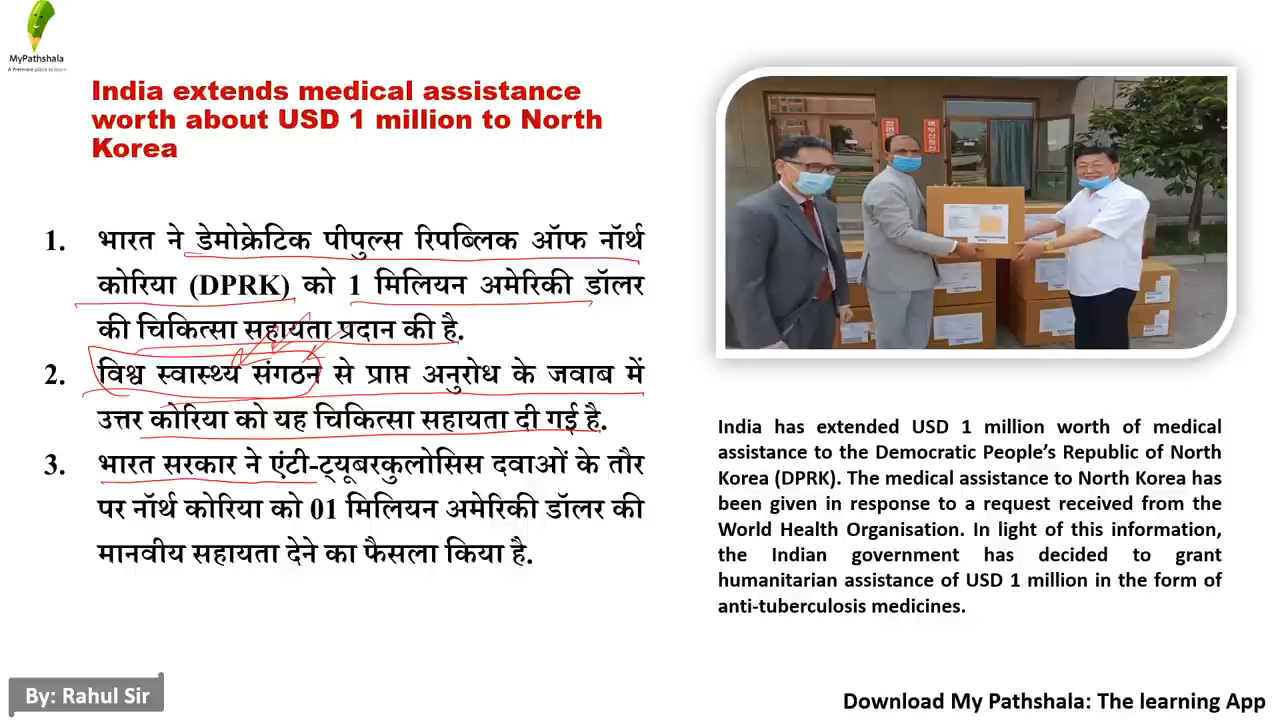 MyPathshala
India extends medical assistance
worth about USD 1 million to North
Korea
1. भारत ने डेमोक्रेटिक पीपुल्स रिपब्लिक ऑफ नॉर्थ
कोरिया (DPRK) को 1 मिलियन अमेरिकी डॉलर
की चिकित्सा सहायता प्रदान की है.
2. विश्व स्वास्थ्य संगठन से प्राप्त अनुरोध के जवाब में
उत्तर कोरिया को यह चिकित्सा सहायता दी गई है.
3. भारत सरकार ने एंटी-ट्यूबरकुलोसिस दवाओं के तौर
पर नॉर्थ कोरिया को 01 मिलियन अमेरिकी डॉलर की
मानवीय सहायता देने का फैसला किया है.
India has extended USD 1 million worth of medical
assistance to the Democratic People’s Republic of North
Korea (DPRK). The medical assistance to North Korea has
been given in response to a request received from the
World Health Organisation. In light of this information,
the Indian government has decided to grant
humanitarian assistance of USD 1 million in the form of
anti-tuberculosis medicines.
By: Rahul Sir
Download My Pathshala: The learning App